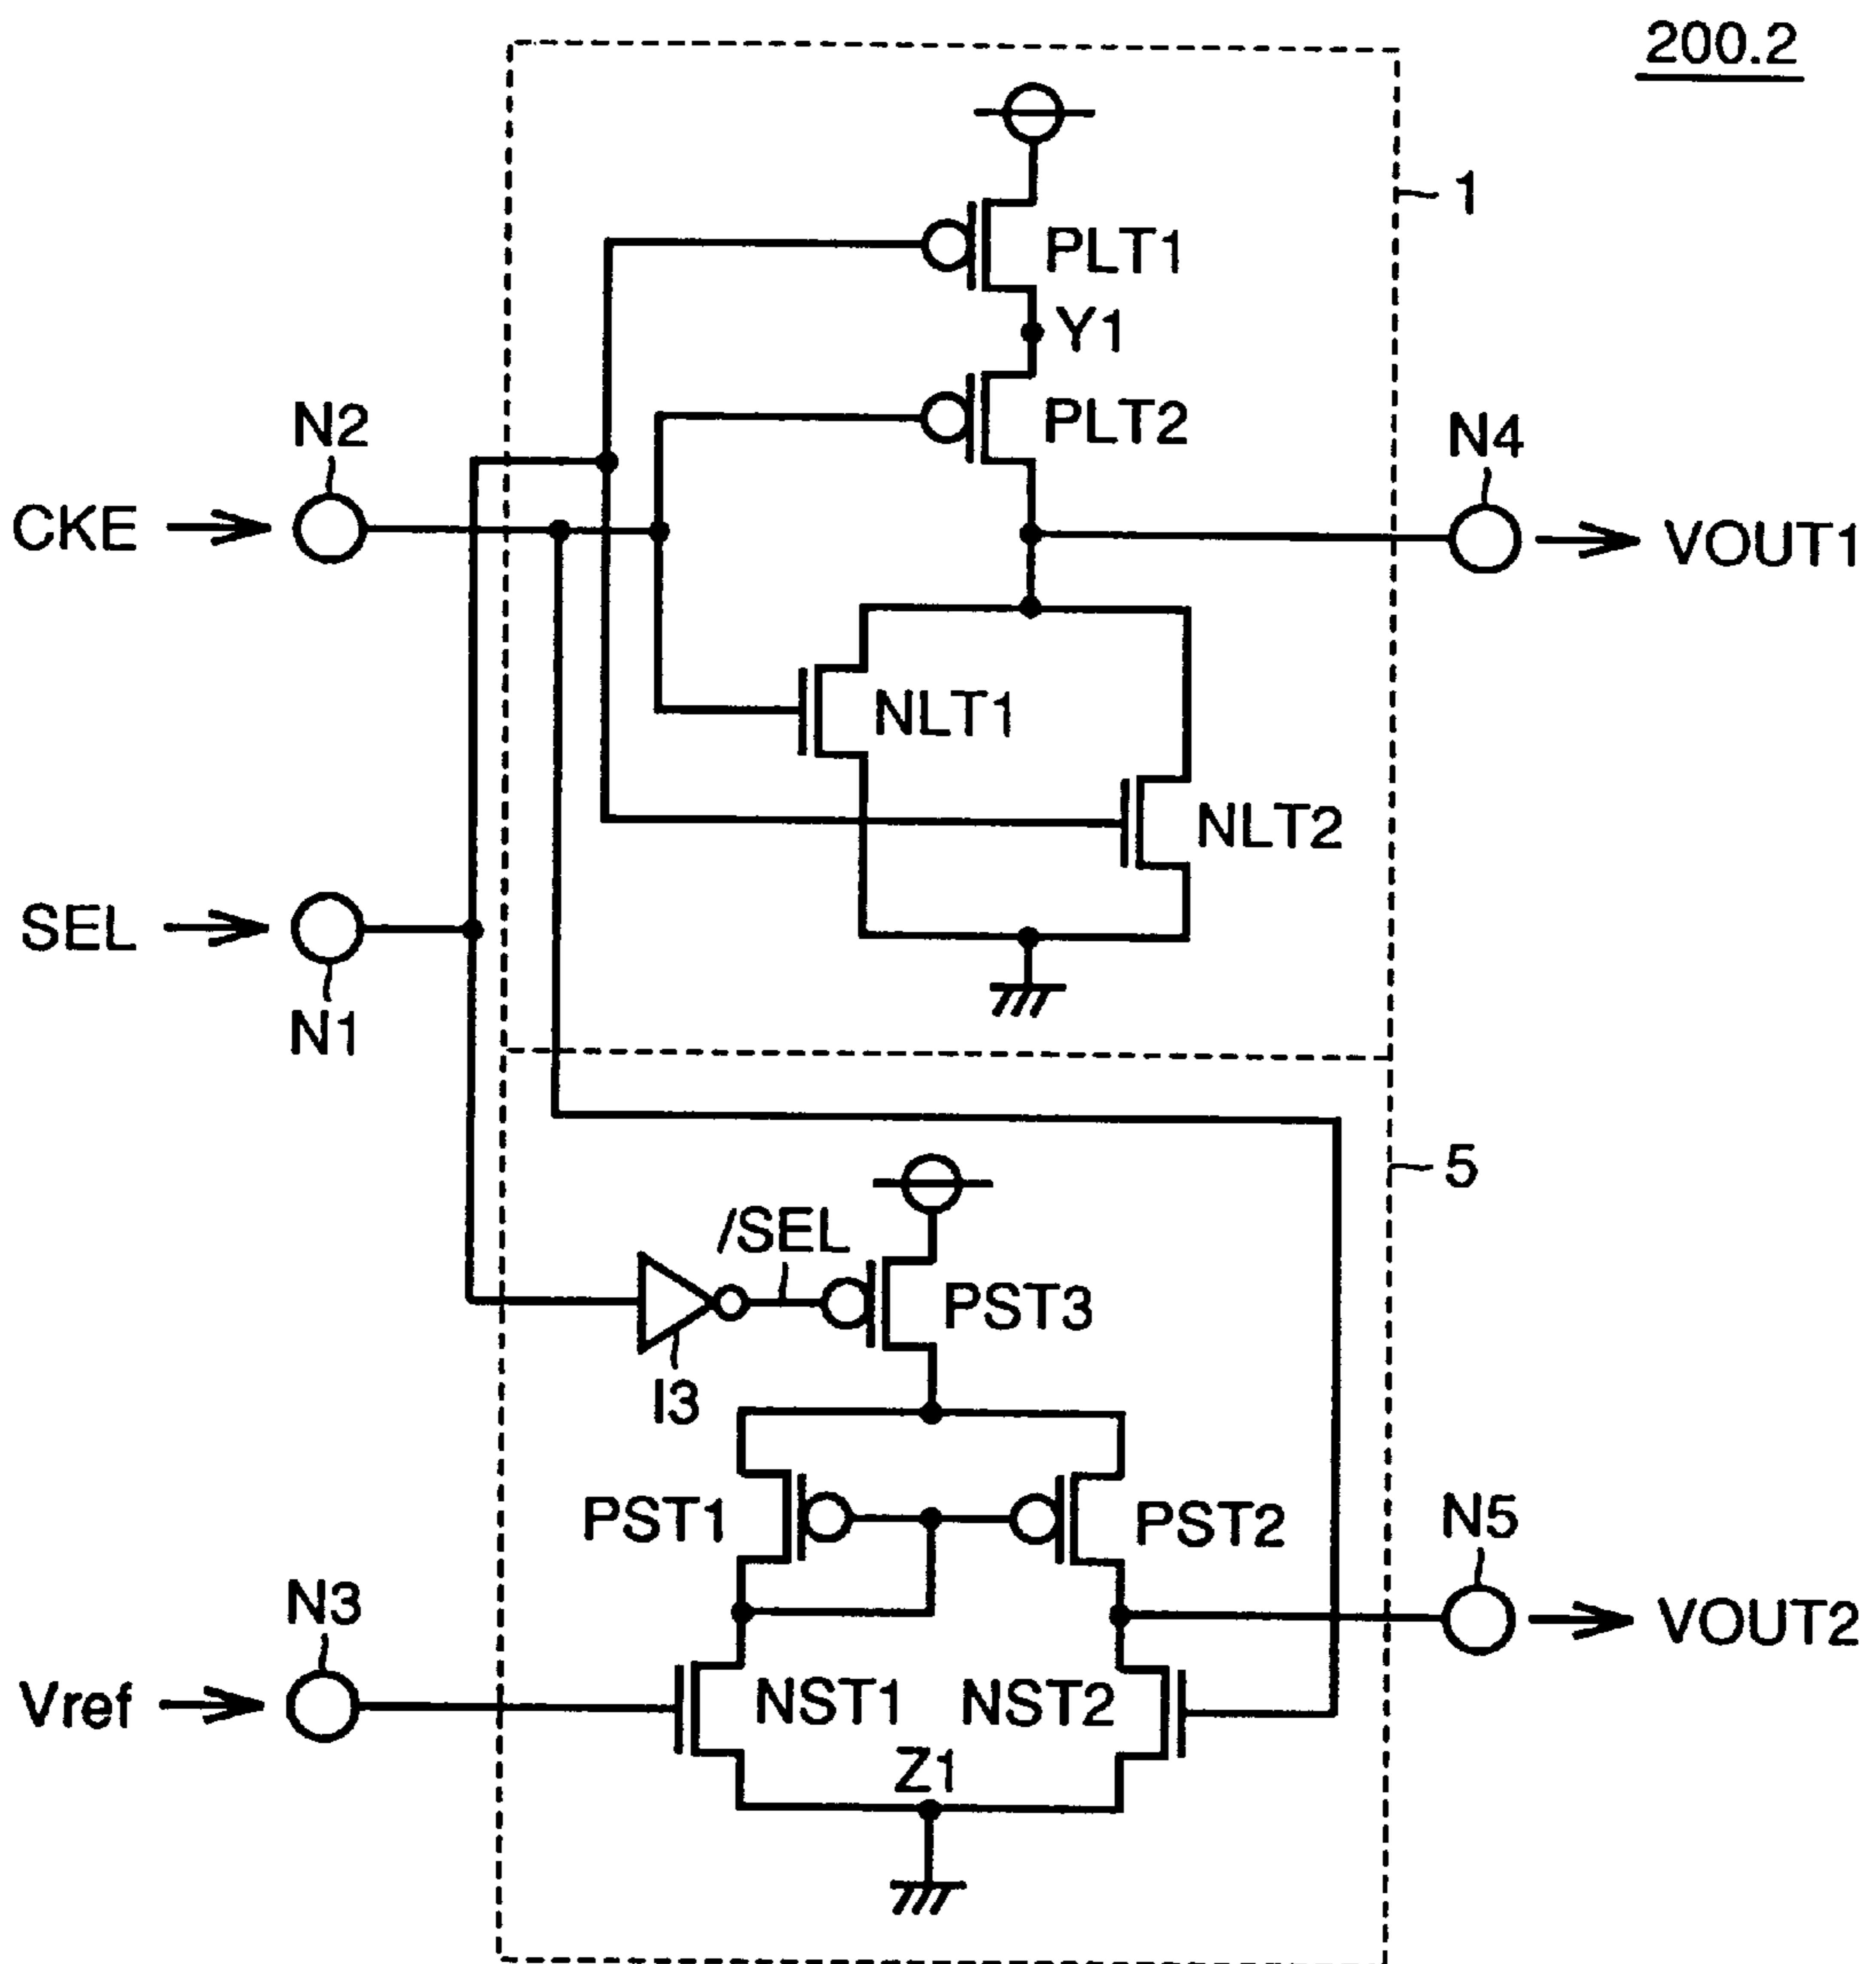 200.2
1
PLT1
Y1
PLT2
N2
N4
CKE
VOUT1
NLT1
NLT2
SEL
N1
5
/SEL
PST3
I3
PST1
PST2
N5
N3
VOUT2
Vref
NST1
NST2
Z1